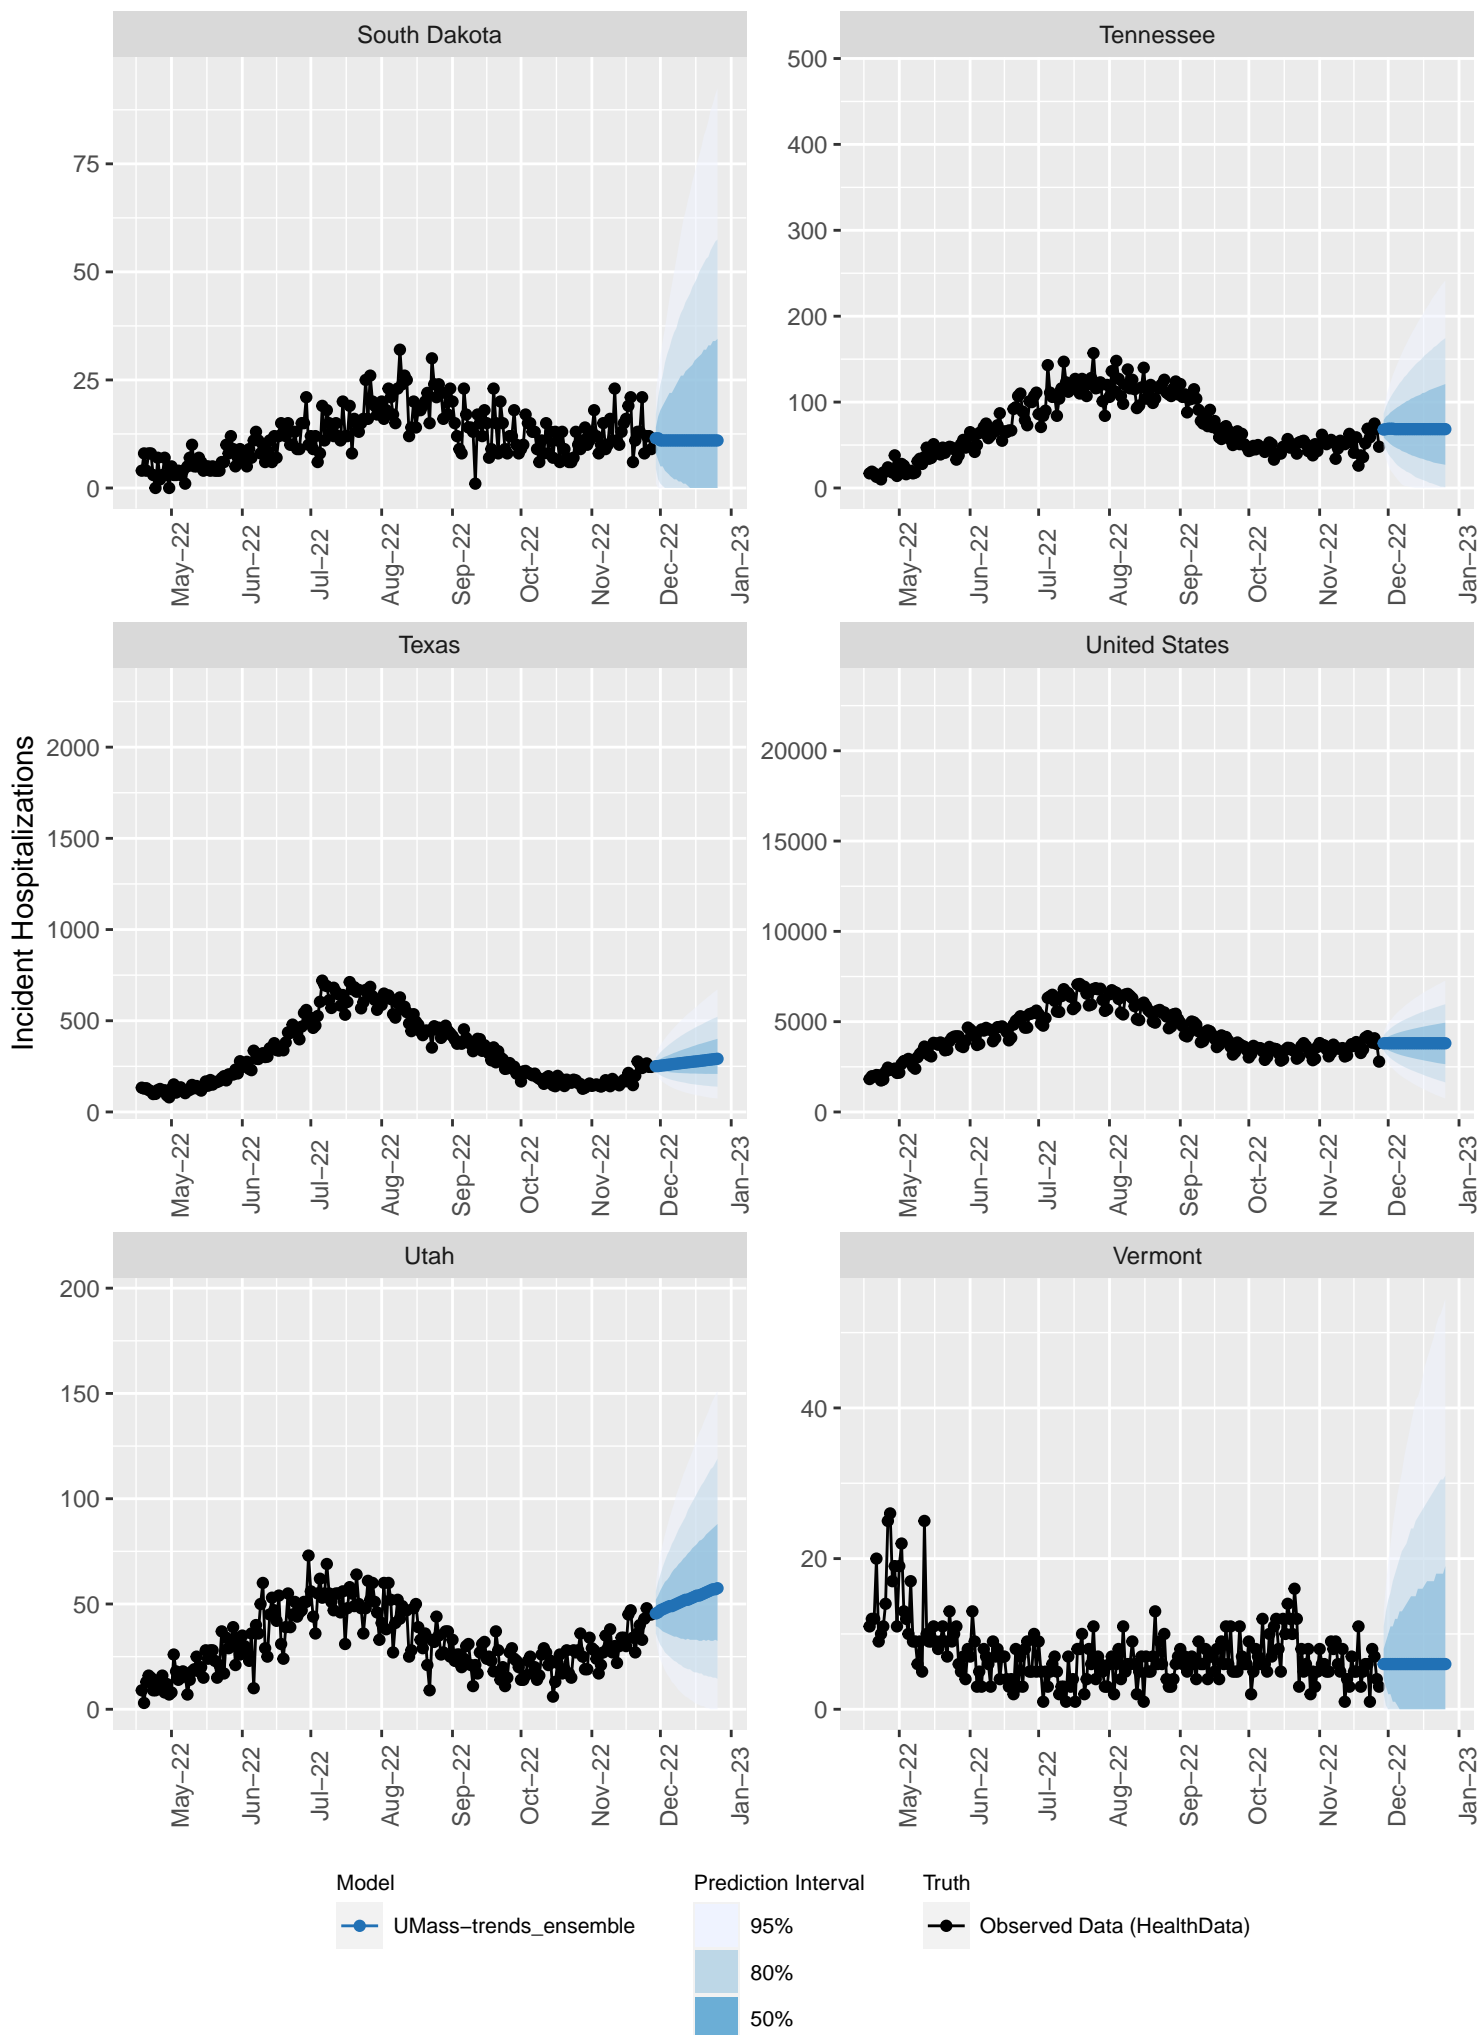 South Dakota
Tennessee
75
50
25
0
500
400
300
200
100
0
May−22
Jun−22
Jul−22
Aug−22
Sep−22
Oct−22
Nov−22
Dec−22
Jan−23
May−22
Jun−22
Jul−22
Aug−22
Sep−22
Oct−22
Nov−22
Dec−22
Jan−23
Incident Hospitalizations
Texas
United States
2000
1500
1000
500
0
20000
15000
10000
5000
0
May−22
Jun−22
Jul−22
Aug−22
Sep−22
Oct−22
Nov−22
Dec−22
Jan−23
May−22
Jun−22
Jul−22
Aug−22
Sep−22
Oct−22
Nov−22
Dec−22
Jan−23
Utah
Vermont
200
150
100
50
0
40
20
0
May−22
Jun−22
Jul−22
Aug−22
Sep−22
Oct−22
Nov−22
Dec−22
Jan−23
May−22
Jun−22
Jul−22
Aug−22
Sep−22
Oct−22
Nov−22
Dec−22
Jan−23
Model
UMass−trends_ensemble
Prediction Interval
95%
80%
50%
Truth
Observed Data (HealthData)